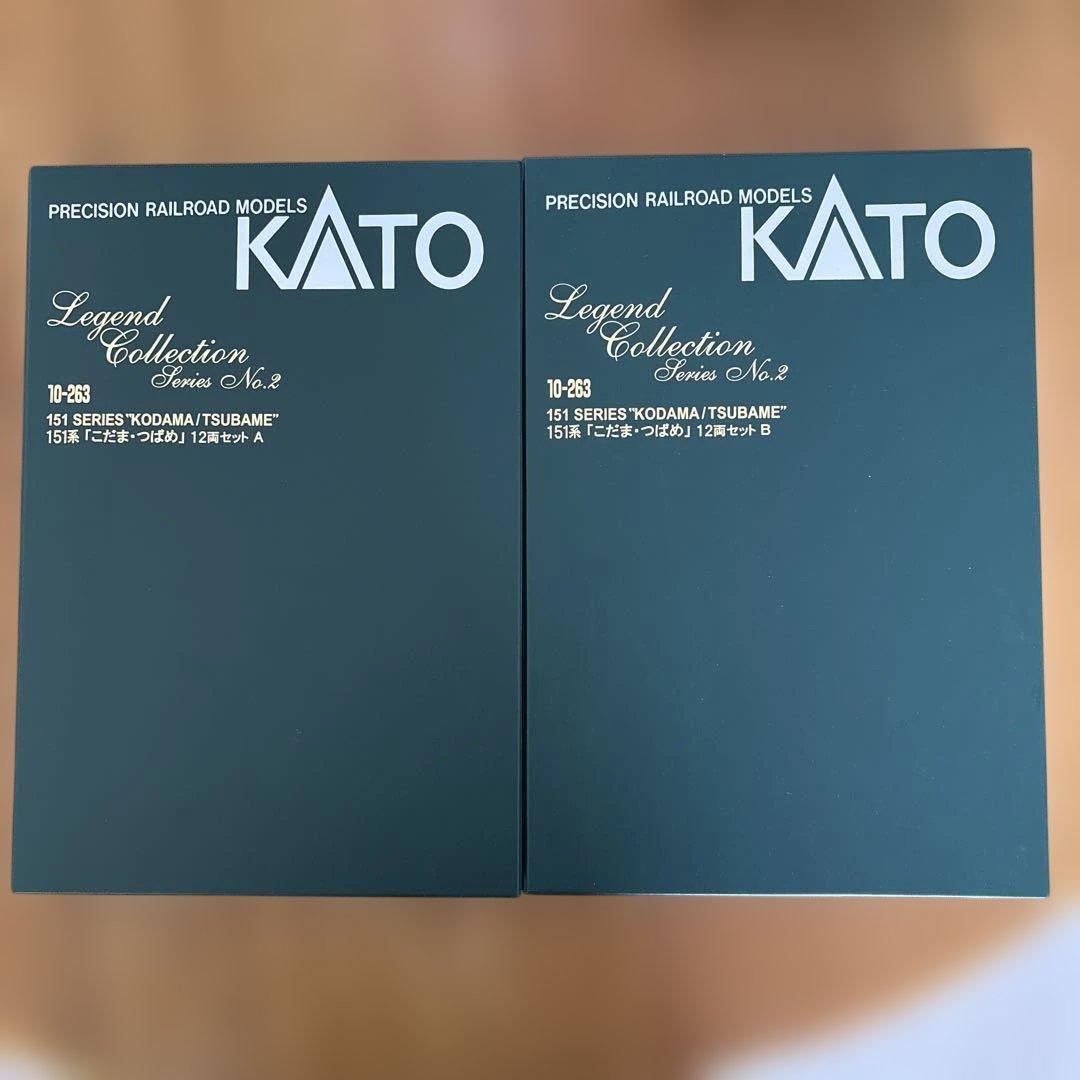 PRECISION RAILROAD MODELS
KATO
Legend
Collection
Series No.2
10-263
151 SERIES "KODAMA/TSUBAME"
151系「こだま・つばめ」12両セット A
PRECISION RAILROAD MODELS
KATO
Legend
Collection
Series No.2
10-263
151 SERIES "KODAMA/TSUBAME"
151系「こだま・つばめ」12両セット B